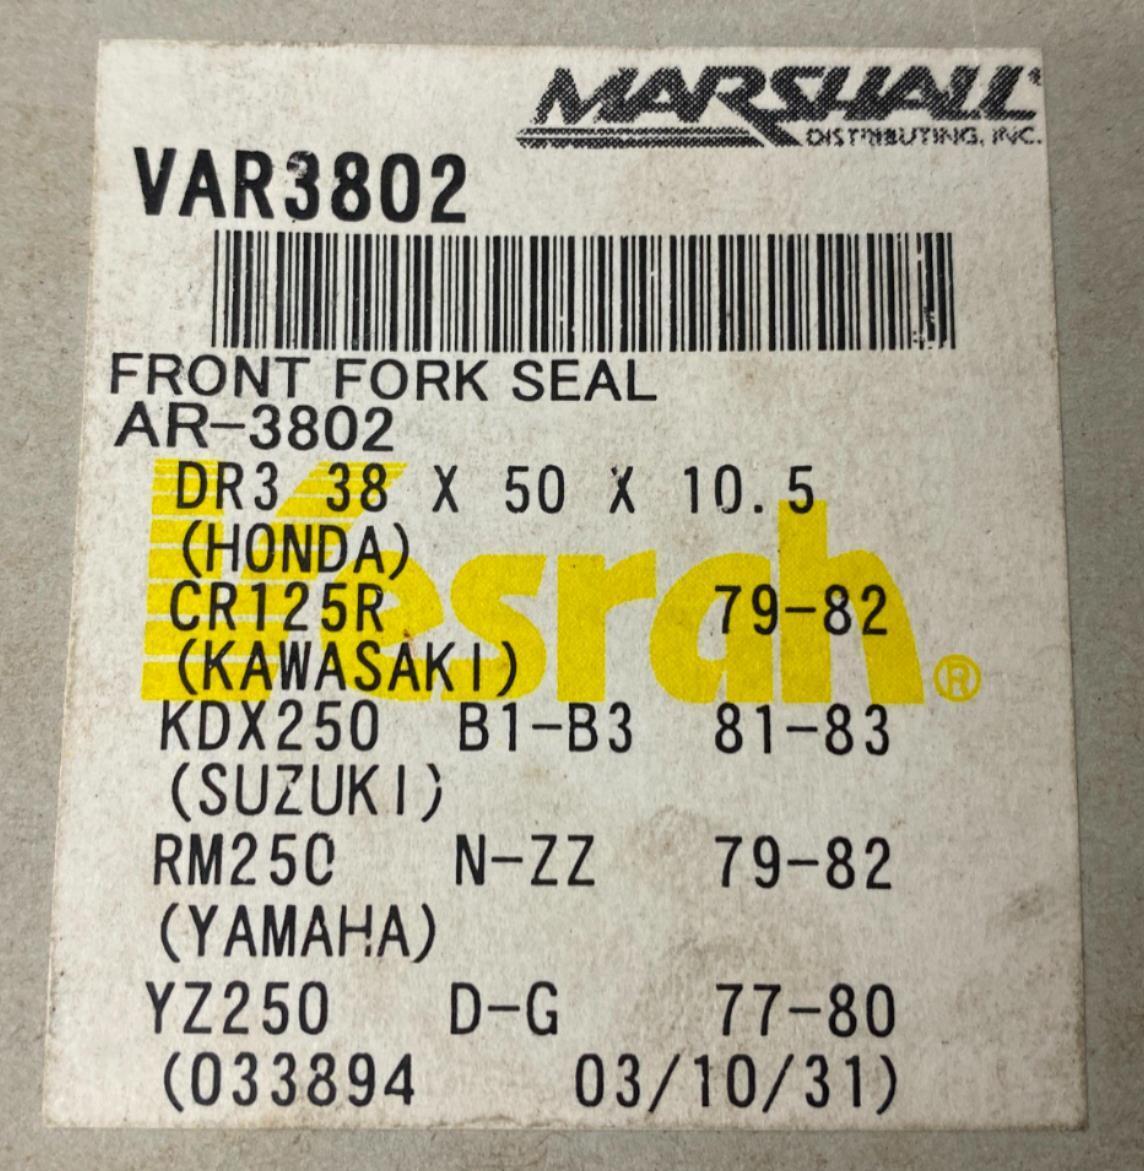 MARSHALL
DISTRIBUTING, INC.
VAR3802
FRONT FORK SEAL
AR-3802
DR3 38 X 50 X 10.5
(HONDA)
CR125R 79-82
(KAWASAKI)
KDX250 B1-B3 81-83
(SUZUKI)
RM250 N-ZZ 79-82
(YAMAHA)
YZ250 D-G 77-80
(033894 03/10/31)
Vesrah®